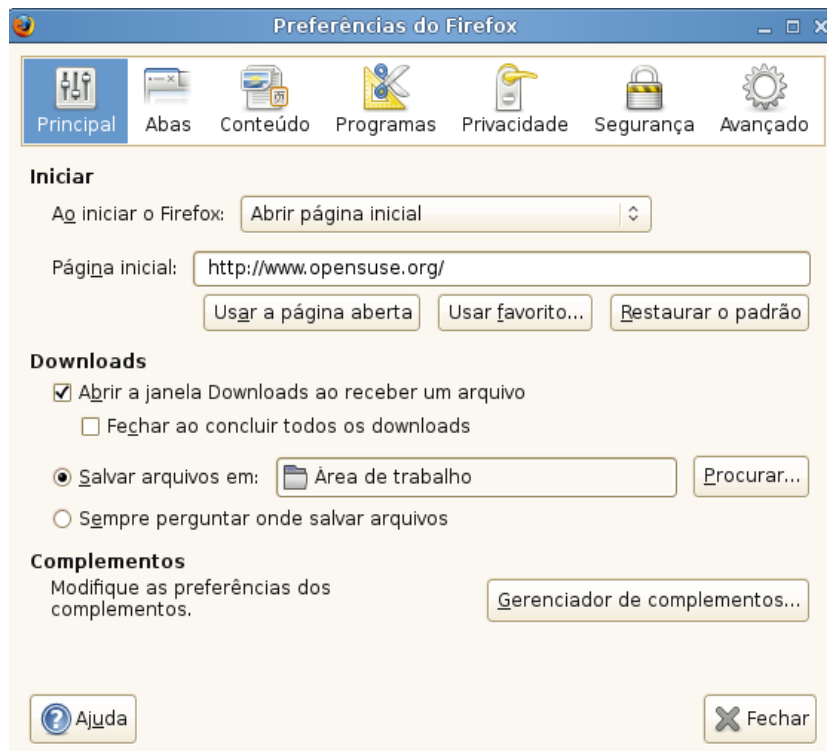 Preferências do Firefox
Principal Abas Conteúdo Programas Privacidade Segurança Avançado
Iniciar
Ao iniciar o Firefox: Abrir página inicial
Página inicial: http://www.opensuse.org/
Usar a página aberta Usar favorito... Restaurar o padrão
Downloads
Abrir a janela Downloads ao receber um arquivo
Fechar ao concluir todos os downloads
Salvar arquivos em: Área de trabalho Procurar...
Sempre perguntar onde salvar arquivos
Complementos
Modifique as preferências dos
complementos.
Gerenciador de complementos...
Ajuda Fechar